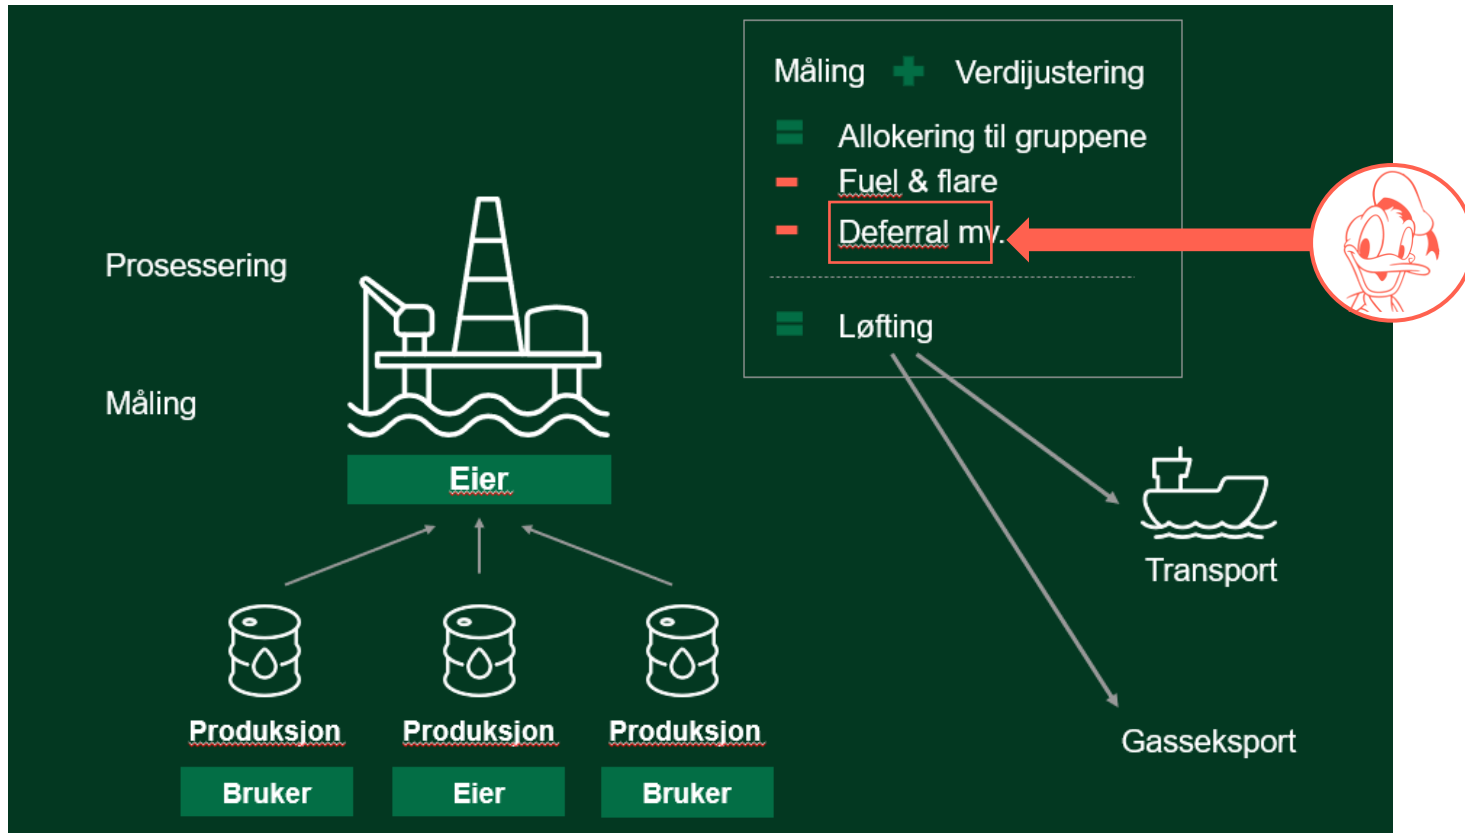 Måling + Verdijustering
= Allokering til gruppene
- Fuel & flare
- Deferral mv.
= Løfting
Prosessering
Måling
Eier
Transport
Gasseksport
Produksjon Produksjon Produksjon
Bruker Eier Bruker